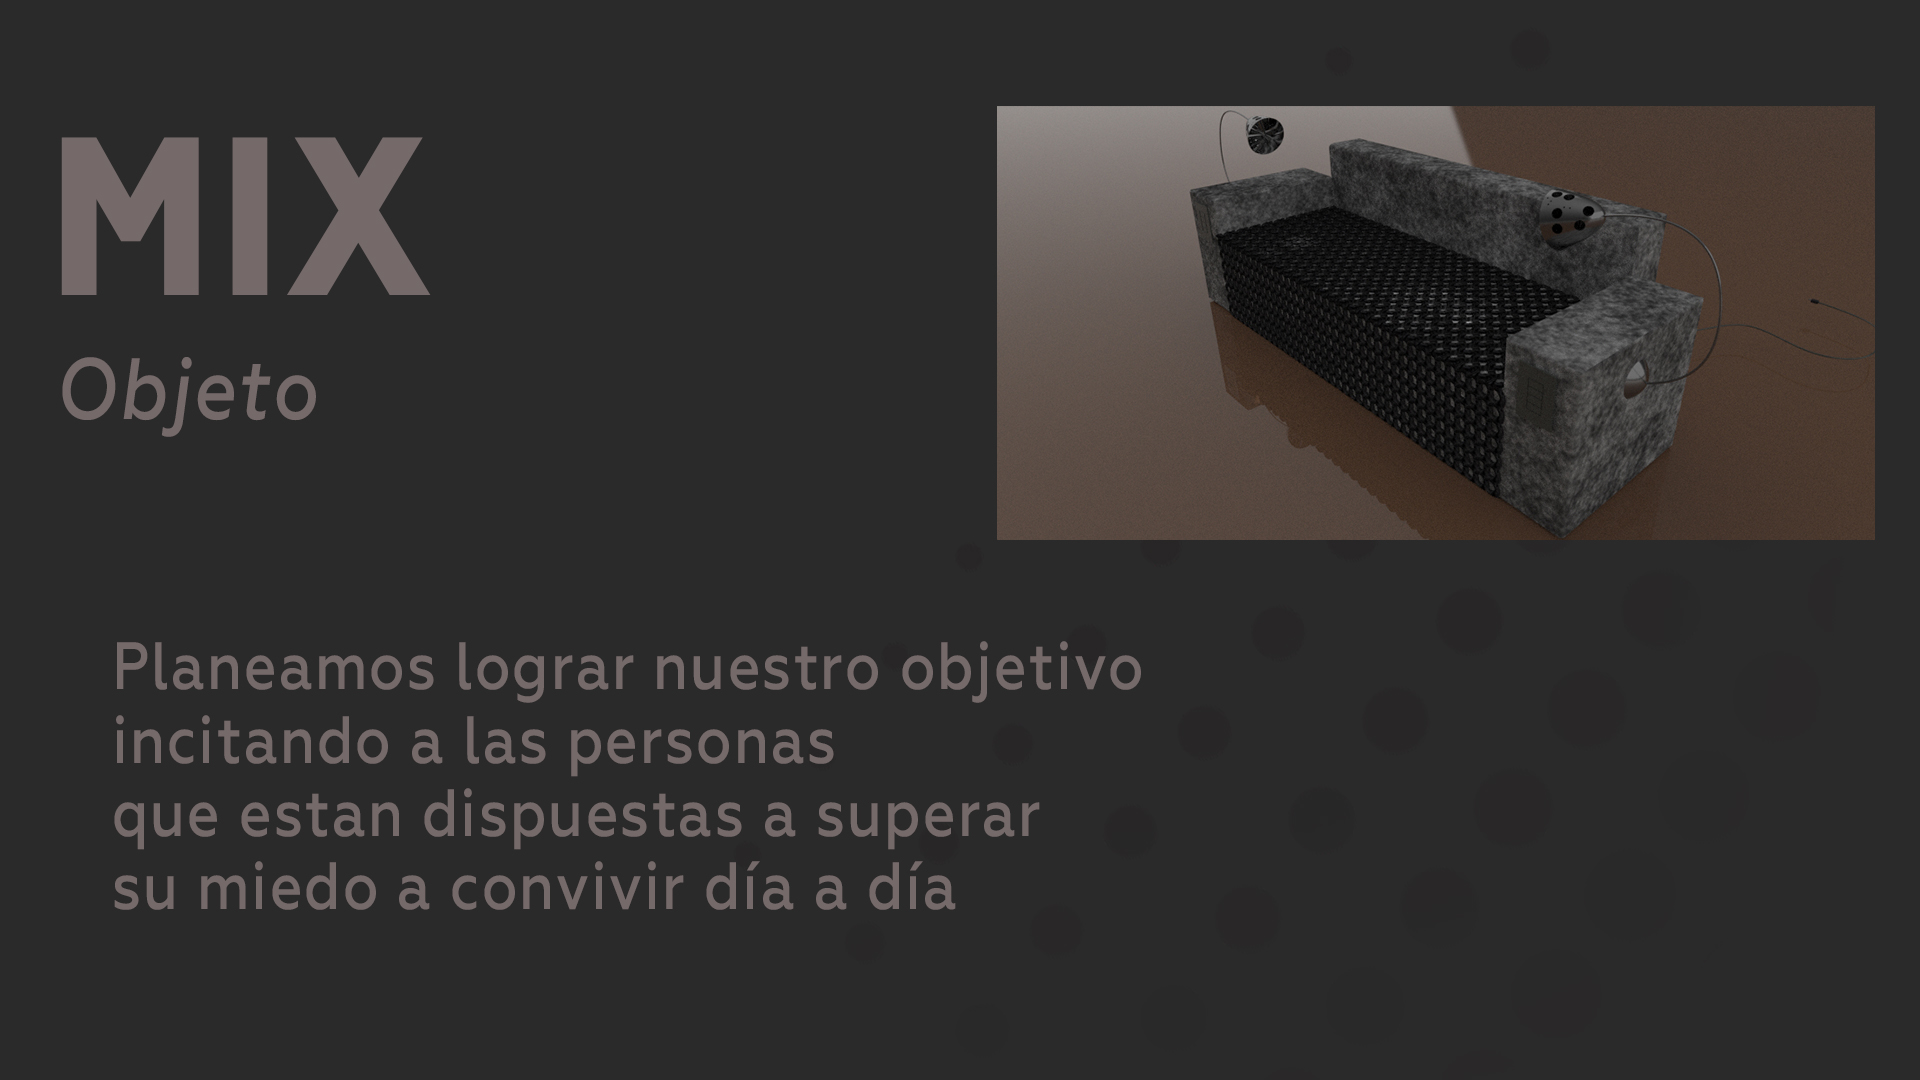 MIX
Objeto
Planeamos lograr nuestro objetivo
incitando a las personas
que estan dispuestas a superar
su miedo a convivir día a día